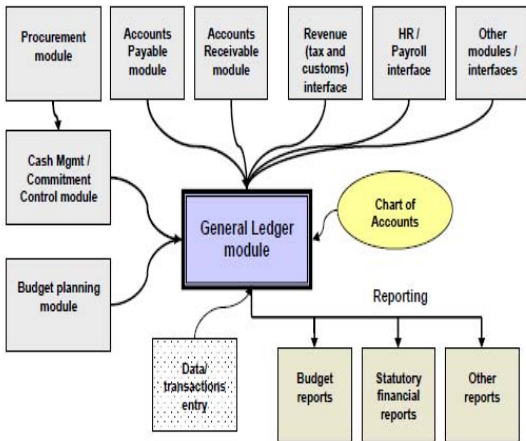 Procurement
module
Accounts
Payable
module
Accounts
Receivable
module
Revenue
(tax and
customs)
interface
HR /
Payroll
interface
Other
modules /
interfaces
Cash Mgmt /
Commitment
Control module
General Ledger
module
Chart of
Accounts
Budget planning
module
Reporting
Data/
transactions
entry
Budget
reports
Statutory
financial
reports
Other
reports